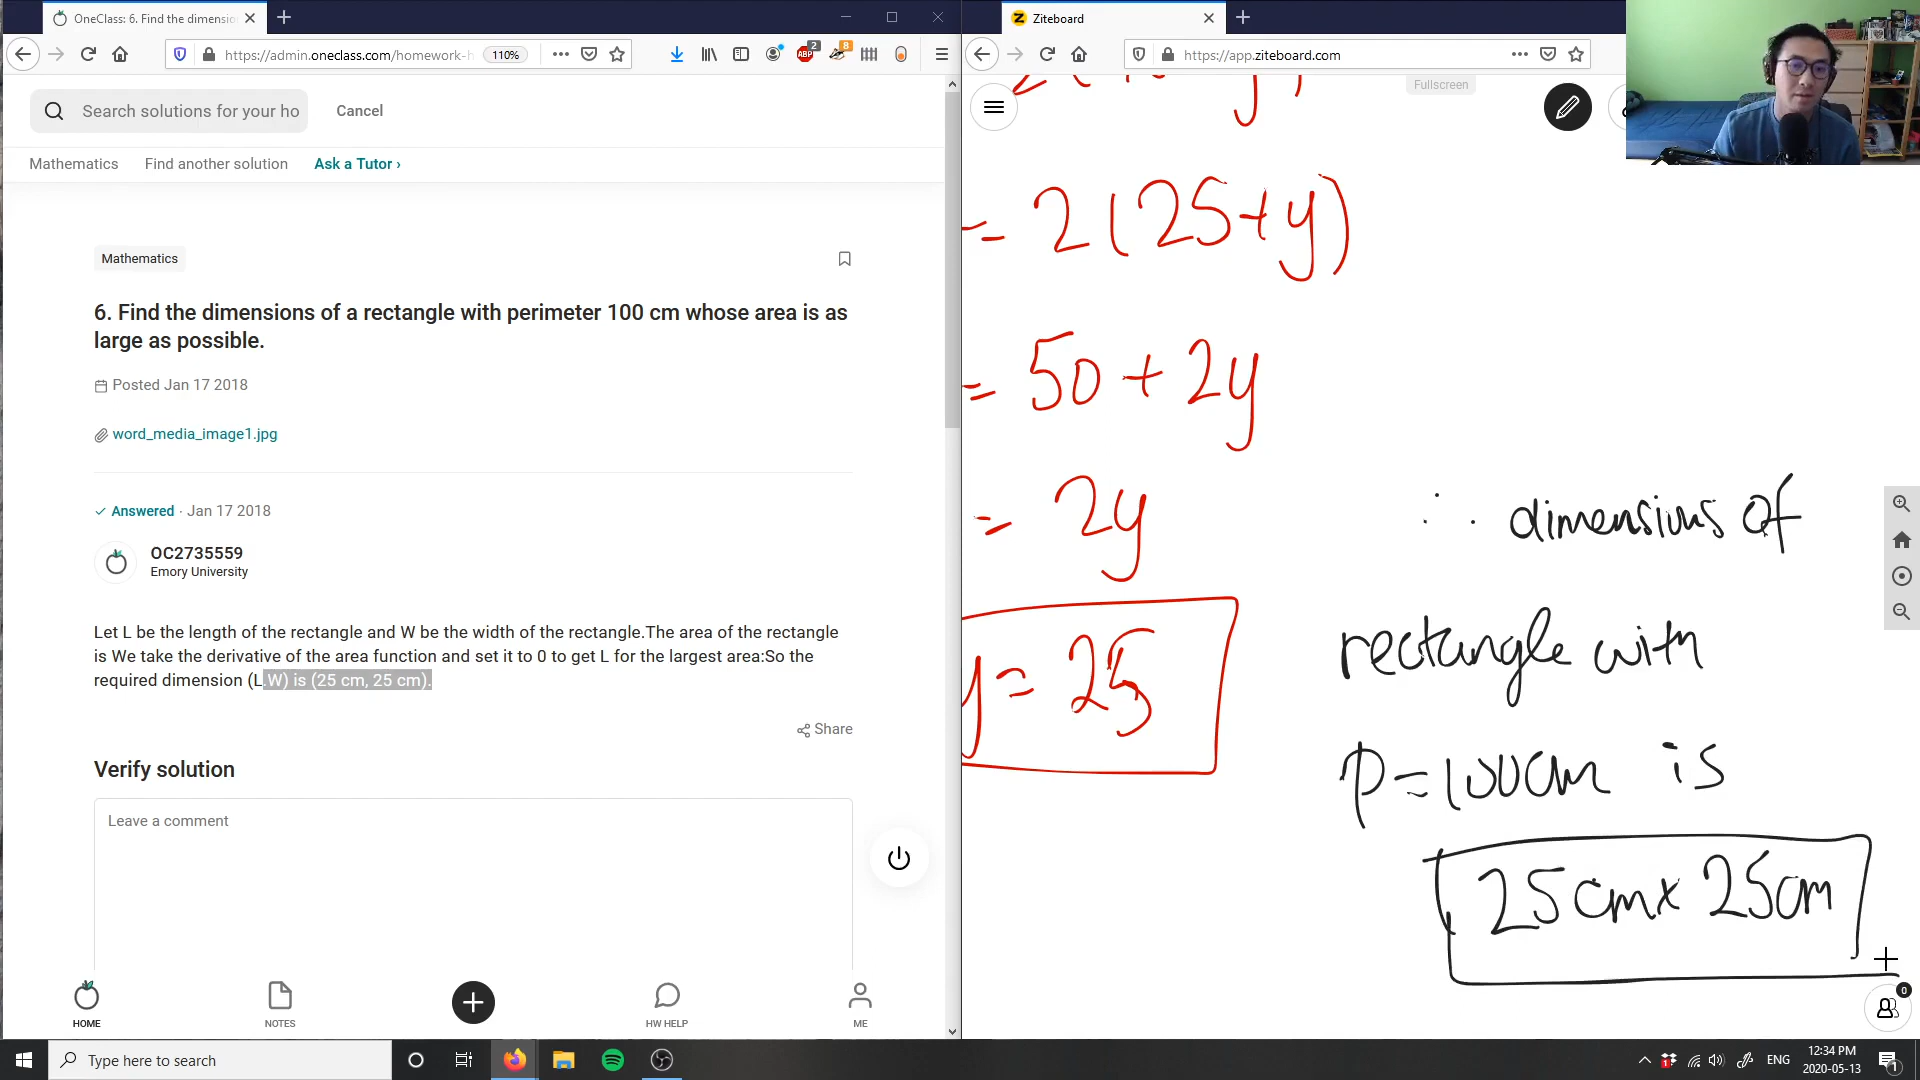 OneClass: 6. Find the dimensio
Ziteboard
https://admin.oneclass.com/homework-h
110%
ABP
2
8
https://app.ziteboard.com
Fullscreen
Search solutions for your ho
Cancel
Mathematics
Find another solution
Ask a Tutor ›
Mathematics
6. Find the dimensions of a rectangle with perimeter 100 cm whose area is as
large as possible.
Posted Jan 17 2018
word_media_image1.jpg
Answered · Jan 17 2018
OC2735559
Emory University
Let L be the length of the rectangle and W be the width of the rectangle.The area of the rectangle
is We take the derivative of the area function and set it to 0 to get L for the largest area:So the
required dimension (L W) is (25 cm, 25 cm).
Share
Verify solution
Leave a comment
HOME
NOTES
HW HELP
ME
= 2(25+y)
= 50 + 2y
= 2y
y = 25
∴ dimensions of
rectangle with
P=100cm is
25cm x 25cm
0
Type here to search
1
ENG
12:34 PM
2020-05-13
1